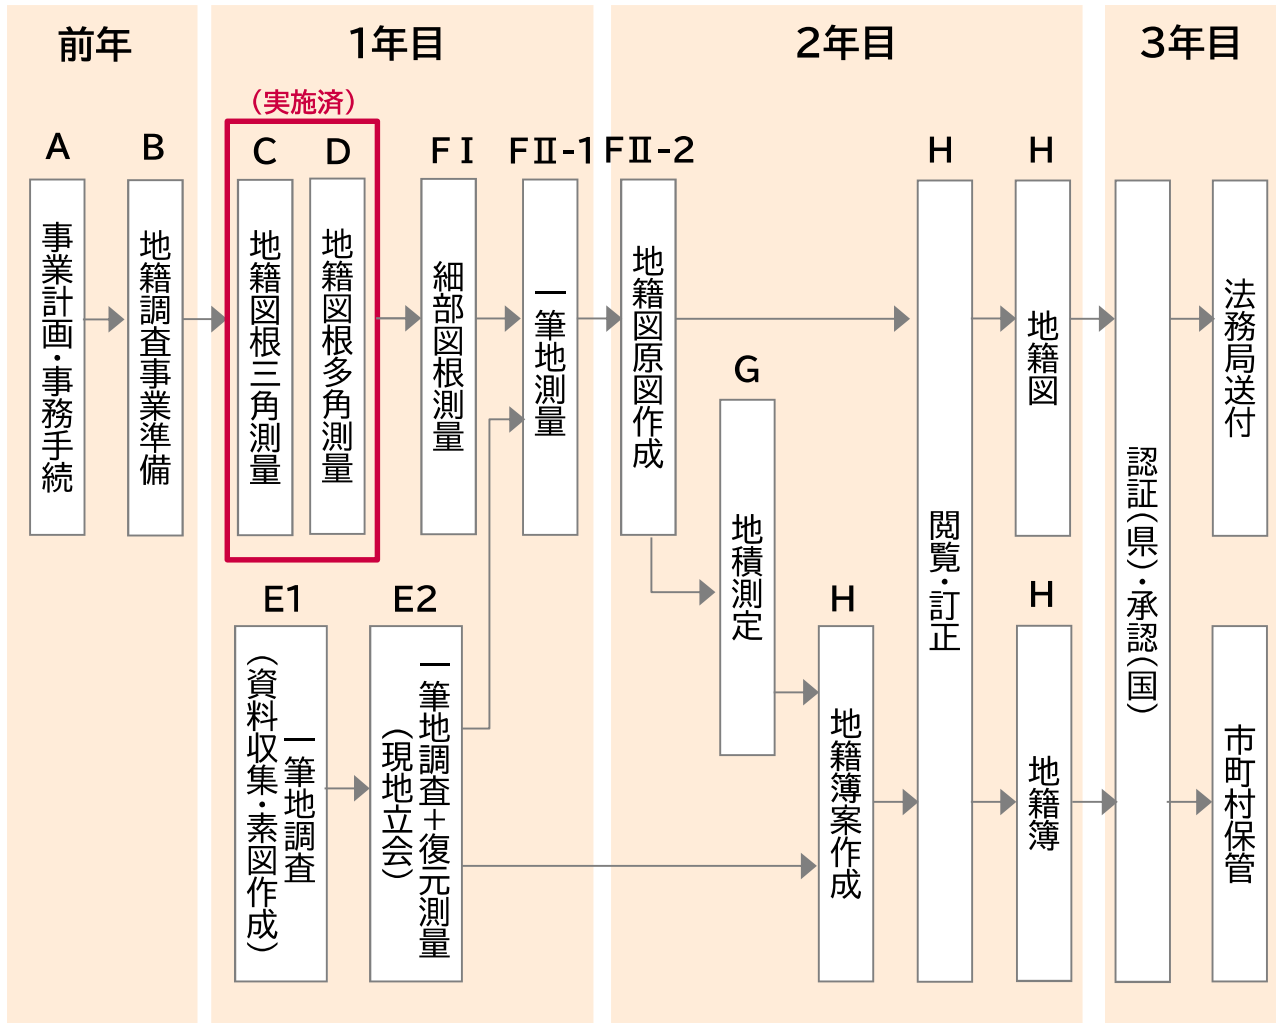 前年
1年目
2年目
3年目
（実施済）
A
B
C
D
FⅠ
FⅡ-1
FⅡ-2
H
H
事業計画・事務手続
地籍調査事業準備
地籍図根三角測量
地籍図根多角測量
細部図根測量
一筆地測量
地籍図原図作成
G
地積測定
閲覧・訂正
地籍図
認証（県）・承認（国）
法務局送付
E1
E2
H
H
一筆地調査
（資料収集・素図作成）
一筆地調査＋復元測量
（現地立会）
地籍簿案作成
地籍簿
市町村保管